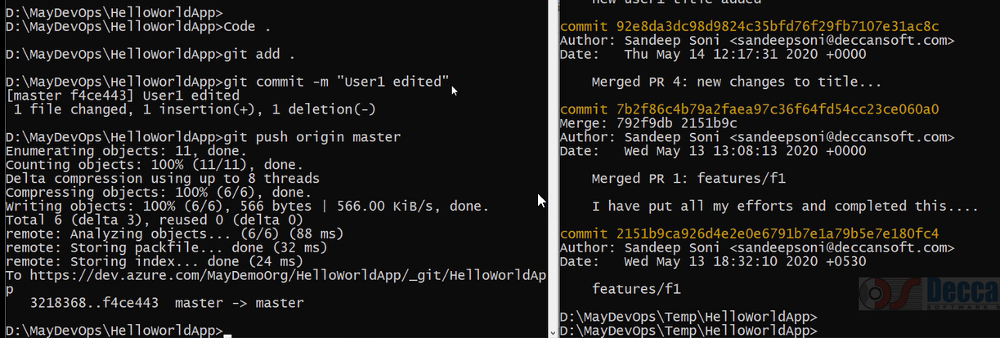 D:\MayDevOps\HelloWorldApp>
D:\MayDevOps\HelloWorldApp>Code .
D:\MayDevOps\HelloWorldApp>git add .
D:\MayDevOps\HelloWorldApp>git commit -m "User1 edited"
[master f4ce443] User1 edited
 1 file changed, 1 insertion(+), 1 deletion(-)
D:\MayDevOps\HelloWorldApp>git push origin master
Enumerating objects: 11, done.
Counting objects: 100% (11/11), done.
Delta compression using up to 8 threads
Compressing objects: 100% (6/6), done.
Writing objects: 100% (6/6), 566 bytes | 566.00 KiB/s, done.
Total 6 (delta 3), reused 0 (delta 0)
remote: Analyzing objects... (6/6) (88 ms)
remote: Storing packfile... done (32 ms)
remote: Storing index... done (24 ms)
To https://dev.azure.com/MayDemoOrg/HelloWorldApp/_git/HelloWorldAp
p
   3218368..f4ce443  master -> master
D:\MayDevOps\HelloWorldApp>
new user1 title added
commit 92e8da3dc98d9824c35bfd76f29fb7107e31ac8c
Author: Sandeep Soni <sandeepsoni@deccansoft.com>
Date:   Thu May 14 12:17:31 2020 +0000
    Merged PR 4: new changes to title...
commit 7b2f86c4b79a2faea97c36f64fd54cc23ce060a0
Merge: 792f9db 2151b9c
Author: Sandeep Soni <sandeepsoni@deccansoft.com>
Date:   Wed May 13 13:08:13 2020 +0000
    Merged PR 1: features/f1
    I have put all my efforts and completed this....
commit 2151b9ca926d4e2e0e6791b7e1a79b5e7e180fc4
Author: Sandeep Soni <sandeepsoni@deccansoft.com>
Date:   Wed May 13 18:32:10 2020 +0530
    features/f1
Decca
D:\MayDevOps\Temp\HelloWorldApp>
D:\MayDevOps\Temp\HelloWorldApp>